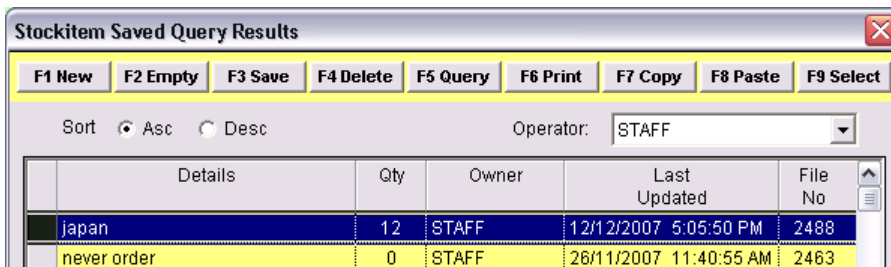 Stockitem Saved Query Results
F1 New F2 Empty F3 Save F4 Delete F5 Query F6 Print F7 Copy F8 Paste F9 Select
Sort Asc Desc Operator: STAFF
Details Qty Owner Last Updated File No
japan 12 STAFF 12/12/2007 5:05:50 PM 2488
never order 0 STAFF 26/11/2007 11:40:55 AM 2463